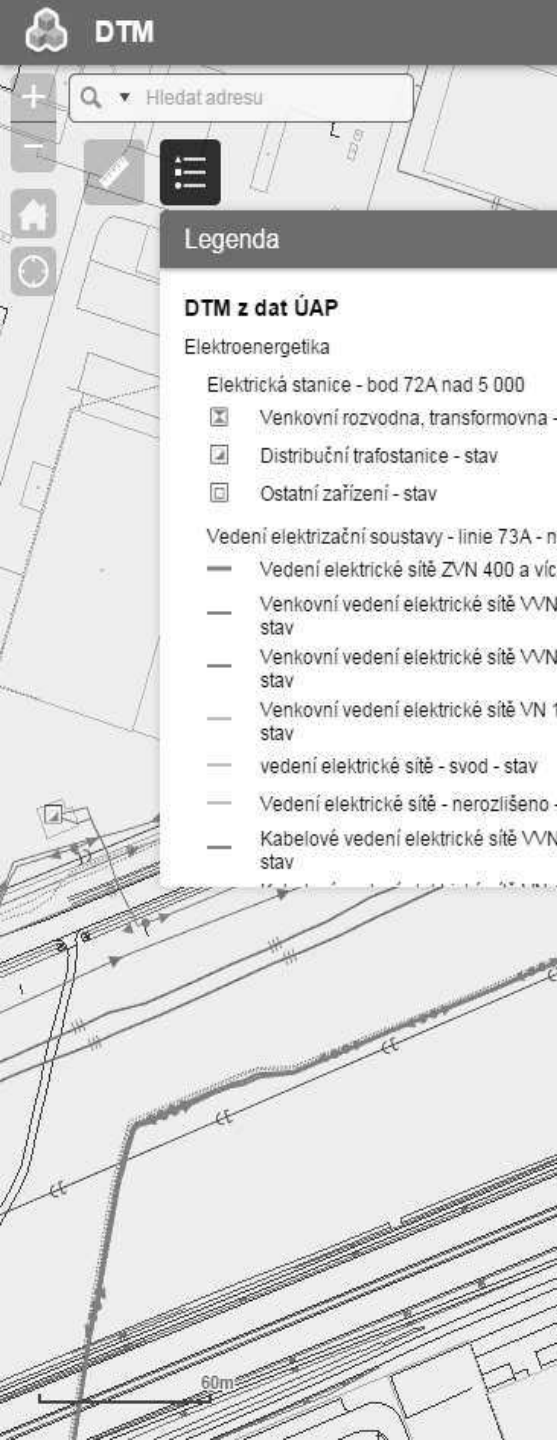 DTM
Hledat adresu
Legenda
DTM z dat ÚAP
Elektroenergetika
Elektrická stanice - bod 72A nad 5 000
Venkovní rozvodna, transformovna -
Distribuční trafostanice - stav
Ostatní zařízení - stav
Vedení elektrizační soustavy - linie 73A - n
Vedení elektrické sítě ZVN 400 a víc
Venkovní vedení elektrické sítě VVN
stav
Venkovní vedení elektrické sítě VVN
stav
Venkovní vedení elektrické sítě VN 1
stav
vedení elektrické sítě - svod - stav
Vedení elektrické sítě - nerozlišeno -
Kabelové vedení elektrické sítě VVN
stav
60m